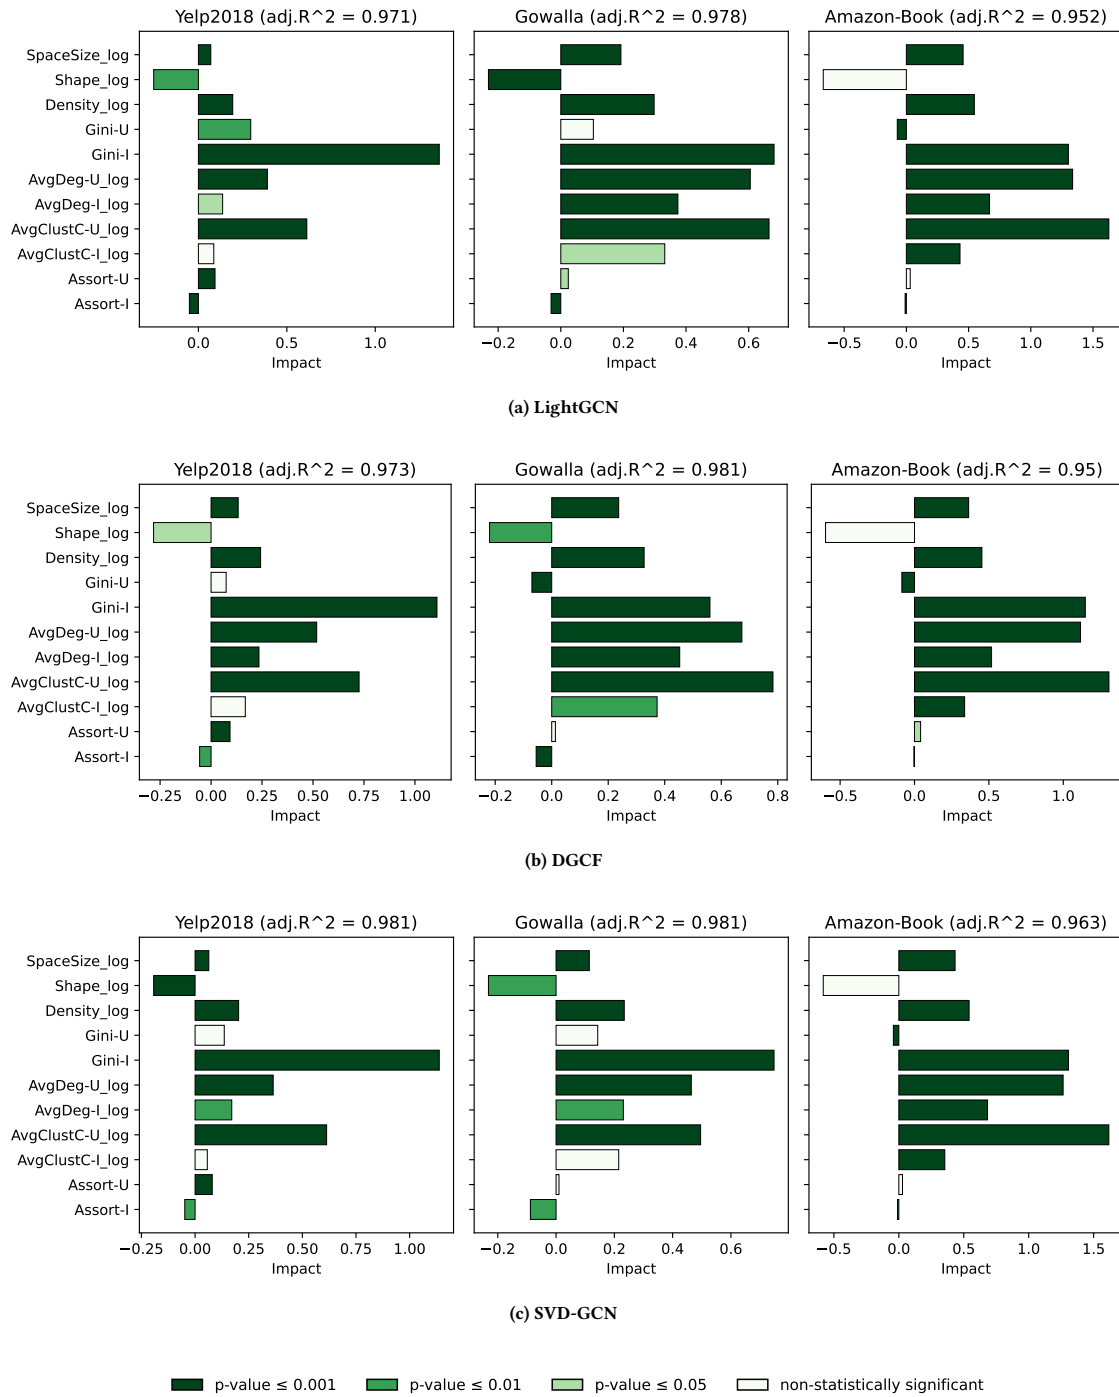 Yelp2018 (adj.R^2 = 0.971) Gowalla (adj.R^2 = 0.978) Amazon-Book (adj.R^2 = 0.952)
SpaceSize_log
Shape_log
Density_log
Gini-U
Gini-I
AvgDeg-U_log
AvgDeg-I_log
AvgClustC-U_log
AvgClustC-I_log
Assort-U
Assort-I
0.0 0.5 1.0 −0.2 0.0 0.2 0.4 0.6 −0.5 0.0 0.5 1.0 1.5
Impact Impact Impact
(a) LightGCN
Yelp2018 (adj.R^2 = 0.973) Gowalla (adj.R^2 = 0.981) Amazon-Book (adj.R^2 = 0.95)
SpaceSize_log
Shape_log
Density_log
Gini-U
Gini-I
AvgDeg-U_log
AvgDeg-I_log
AvgClustC-U_log
AvgClustC-I_log
Assort-U
Assort-I
−0.25 0.00 0.25 0.50 0.75 1.00 −0.2 0.0 0.2 0.4 0.6 0.8 −0.5 0.0 0.5 1.0
Impact Impact Impact
(b) DGCF
Yelp2018 (adj.R^2 = 0.981) Gowalla (adj.R^2 = 0.981) Amazon-Book (adj.R^2 = 0.963)
SpaceSize_log
Shape_log
Density_log
Gini-U
Gini-I
AvgDeg-U_log
AvgDeg-I_log
AvgClustC-U_log
AvgClustC-I_log
Assort-U
Assort-I
−0.25 0.00 0.25 0.50 0.75 1.00 −0.2 0.0 0.2 0.4 0.6 −0.5 0.0 0.5 1.0 1.5
Impact Impact Impact
(c) SVD-GCN
p-value ≤ 0.001 p-value ≤ 0.01 p-value ≤ 0.05 non-statistically significant